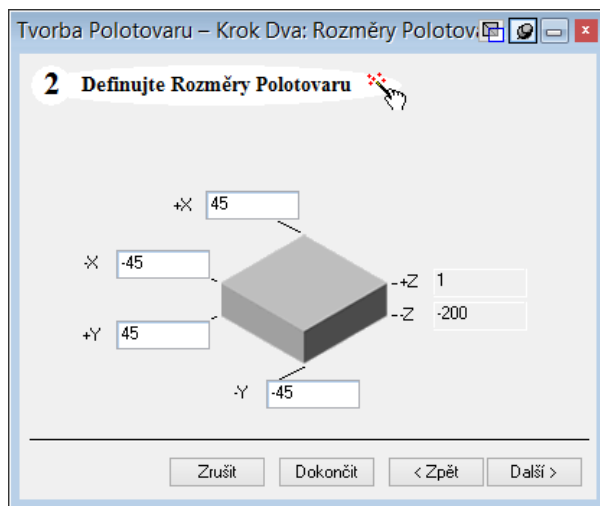 Tvorba Polotovaru – Krok Dva: Rozměry Polotov
2 Definujte Rozměry Polotovaru
+X 45
-X -45
+Y 45
-Y -45
+Z 1
-Z -200
Zrušit Dokončit < Zpět Další >